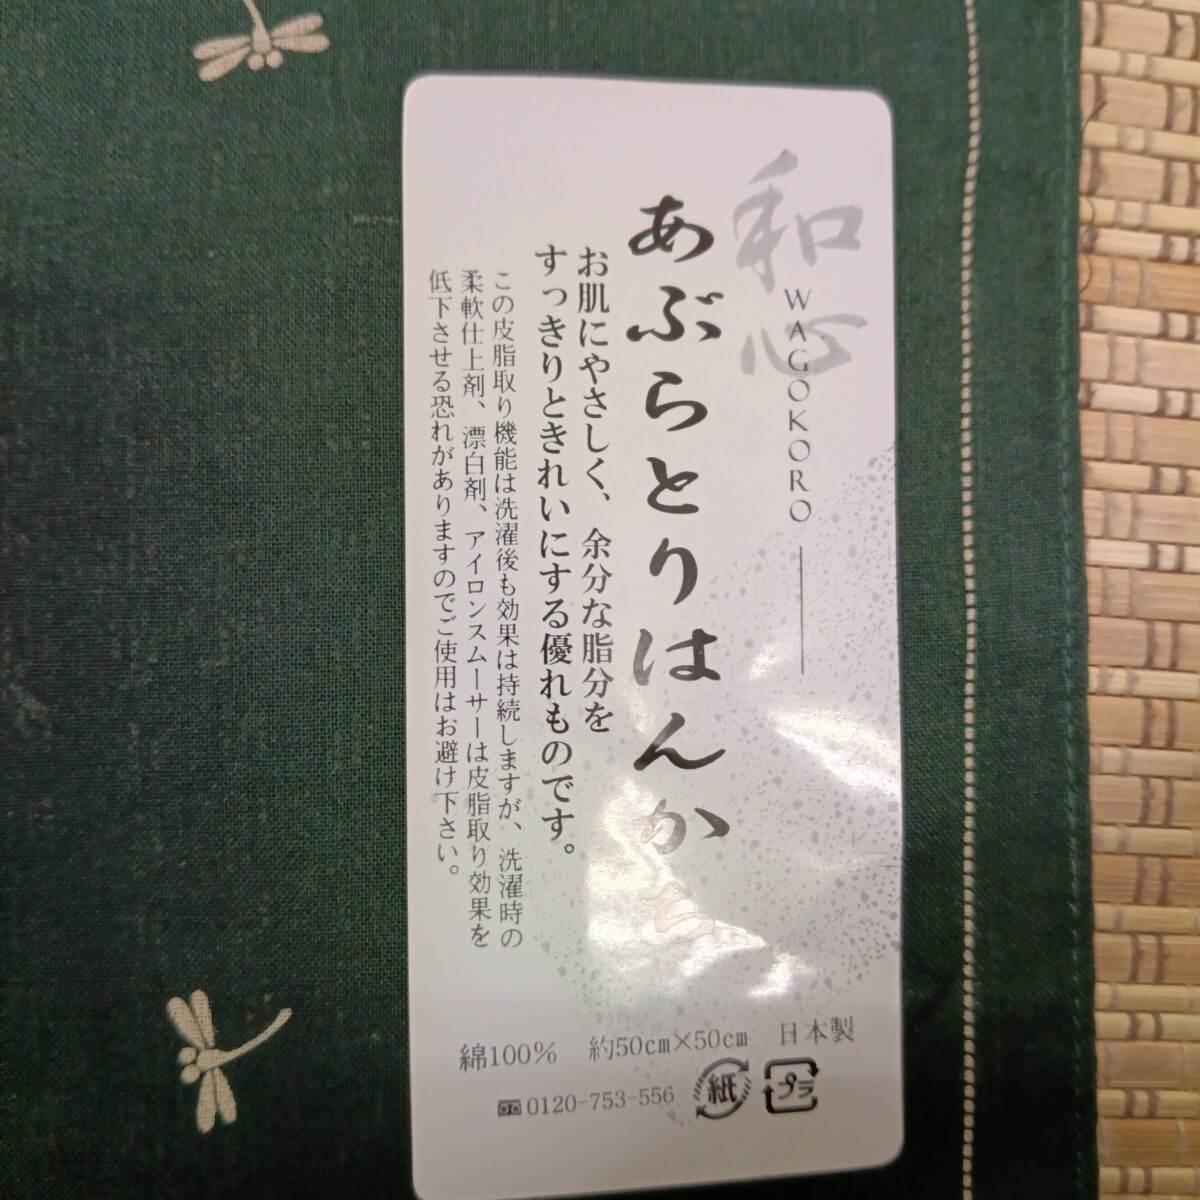 和心
WAGOKORO
あぶらとりはんかち
お肌にやさしく、余分な脂分を
すっきりときれいにする優れものです。
この皮脂取り機能は洗濯後も効果は持続しますが、洗濯時の
柔軟仕上剤、漂白剤、アイロンスムーサーは皮脂取り効果を
低下させる恐れがありますのでご使用はお避け下さい。
綿100% 約50cm×50cm 日本製
0120-753-556 紙 プラ